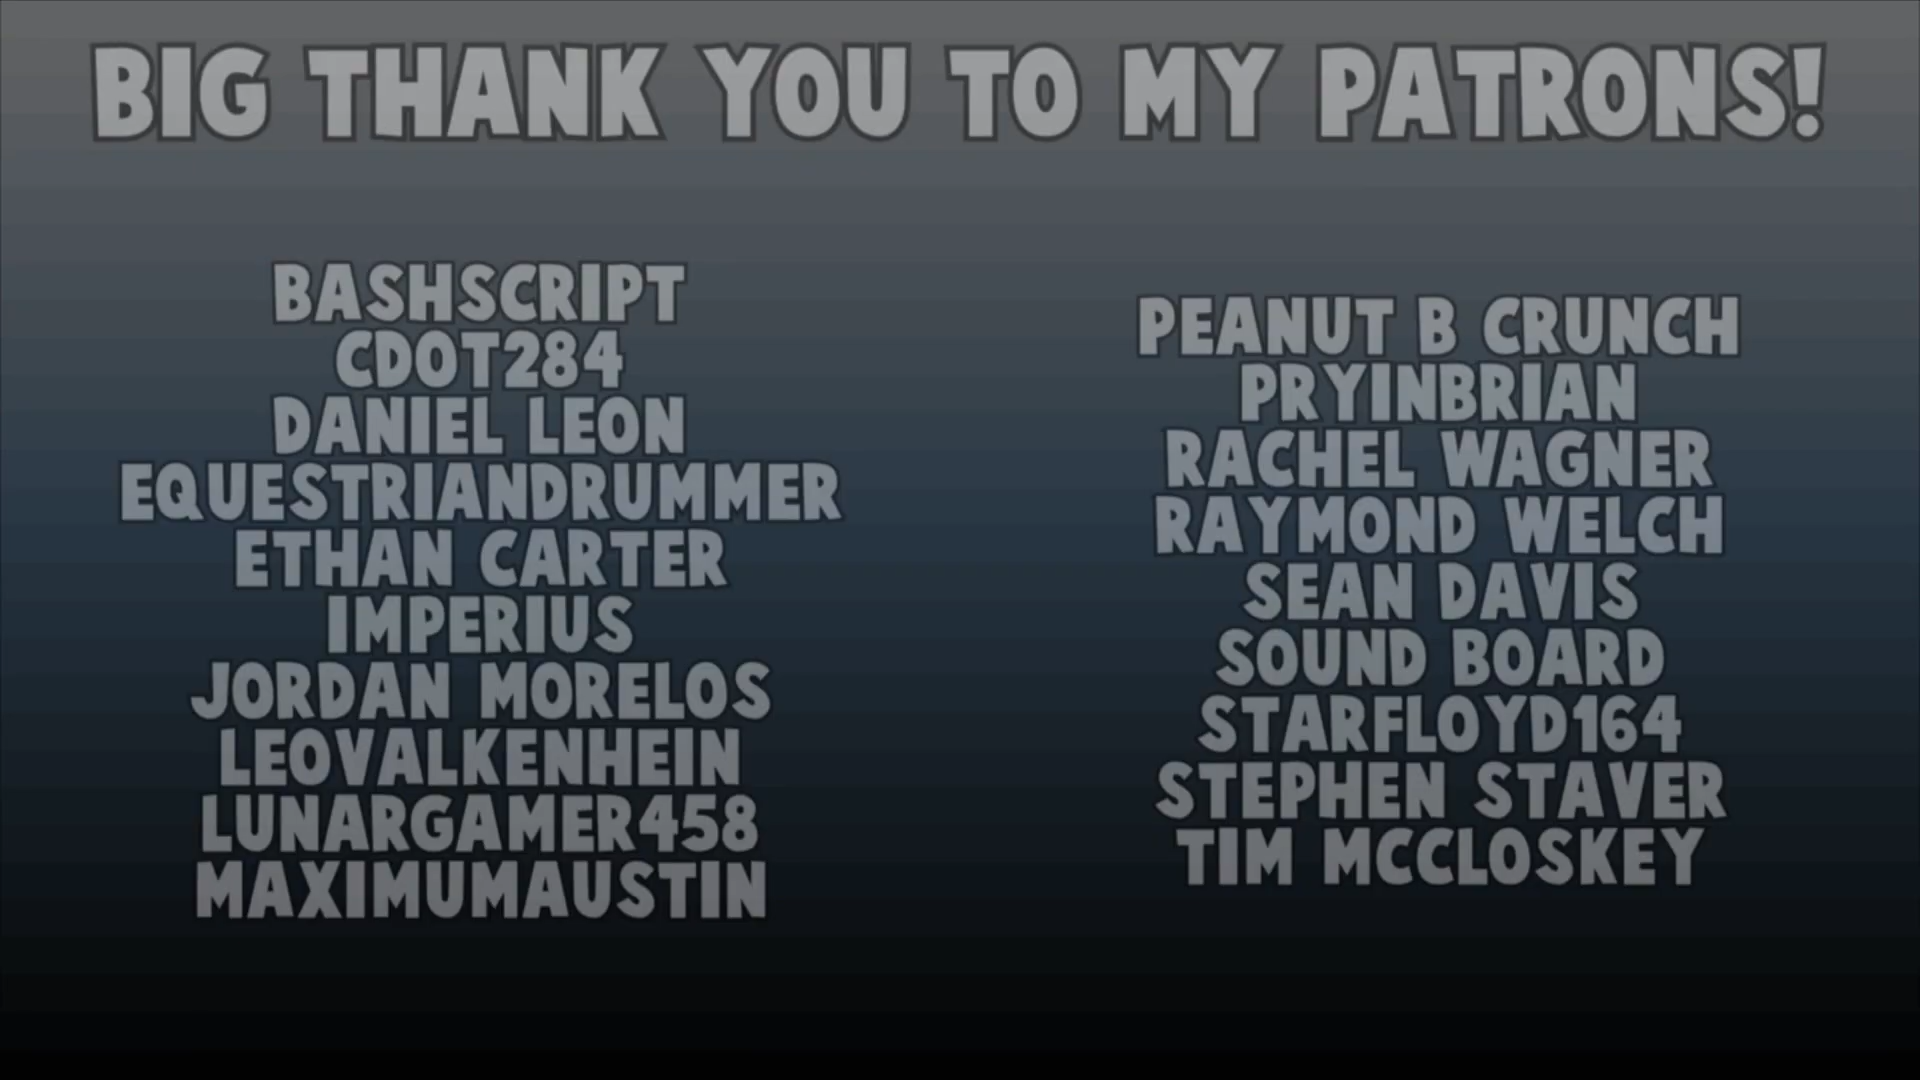 BIG THANK YOU TO MY PATRONS!
BASHSCRIPT
CDOT284
DANIEL LEON
EQUESTRIANDRUMMER
ETHAN CARTER
IMPERIUS
JORDAN MORELOS
LEOVALKENHEIN
LUNARGAMER458
MAXIMUMAUSTIN
PEANUT B CRUNCH
PRYINBRIAN
RACHEL WAGNER
RAYMOND WELCH
SEAN DAVIS
SOUND BOARD
STARFLOYD164
STEPHEN STAVER
TIM MCCLOSKEY